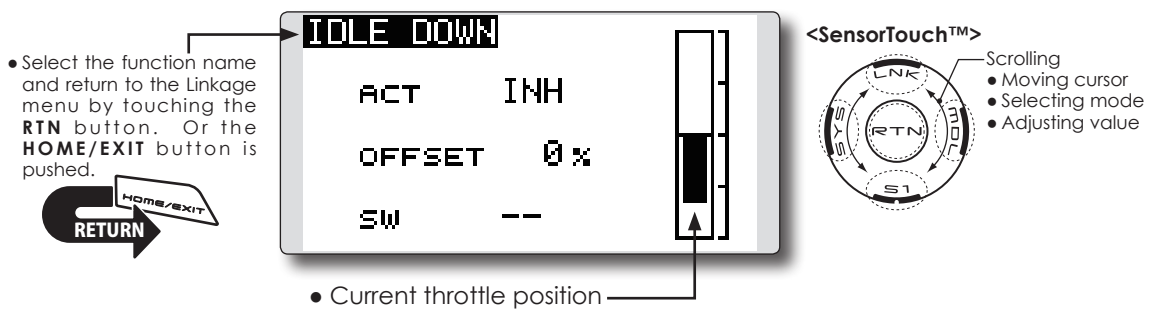 ● Select the function name
and return to the Linkage
menu by touching the
RTN button. Or the
HOME/EXIT button is
pushed.
HOME/EXIT
RETURN
IDLE DOWN
ACT INH
OFFSET 0%
SW --
● Current throttle position
<SensorTouch™>
LNK
SYS
RTN
MDL
S1
Scrolling
● Moving cursor
● Selecting mode
● Adjusting value